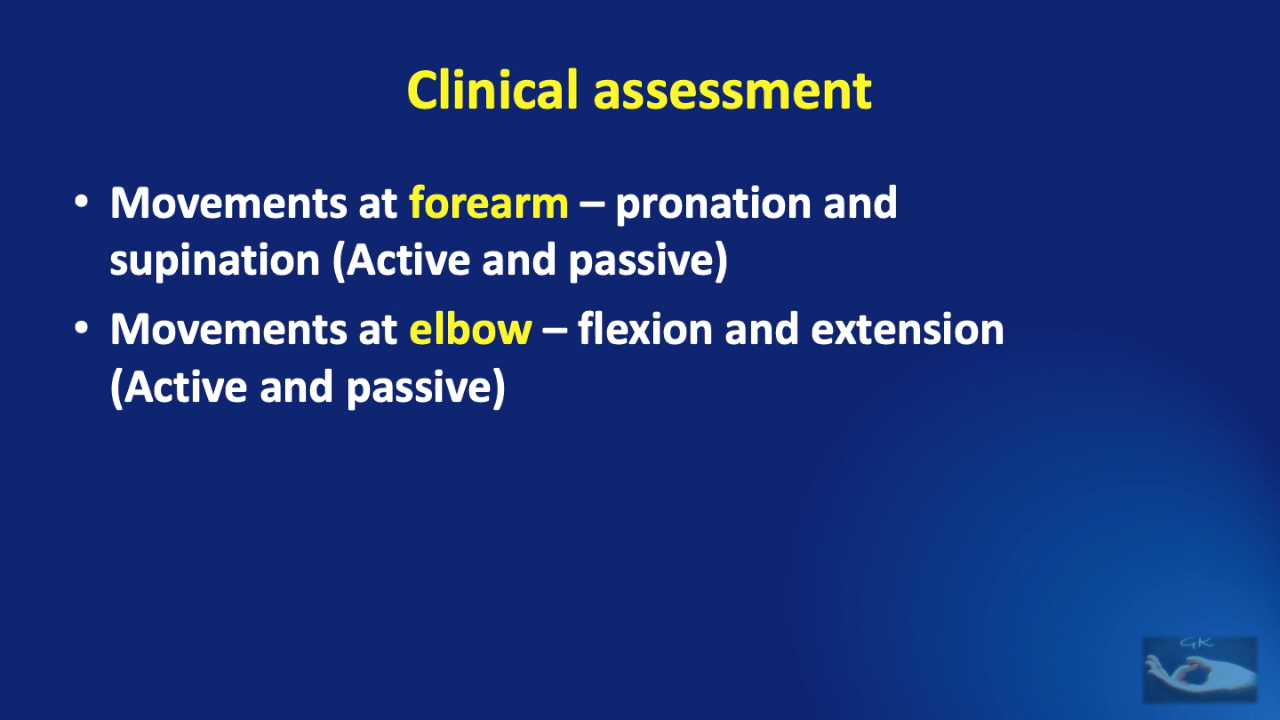 Clinical assessment
• Movements at forearm – pronation and
supination (Active and passive)
• Movements at elbow – flexion and extension
(Active and passive)
GK